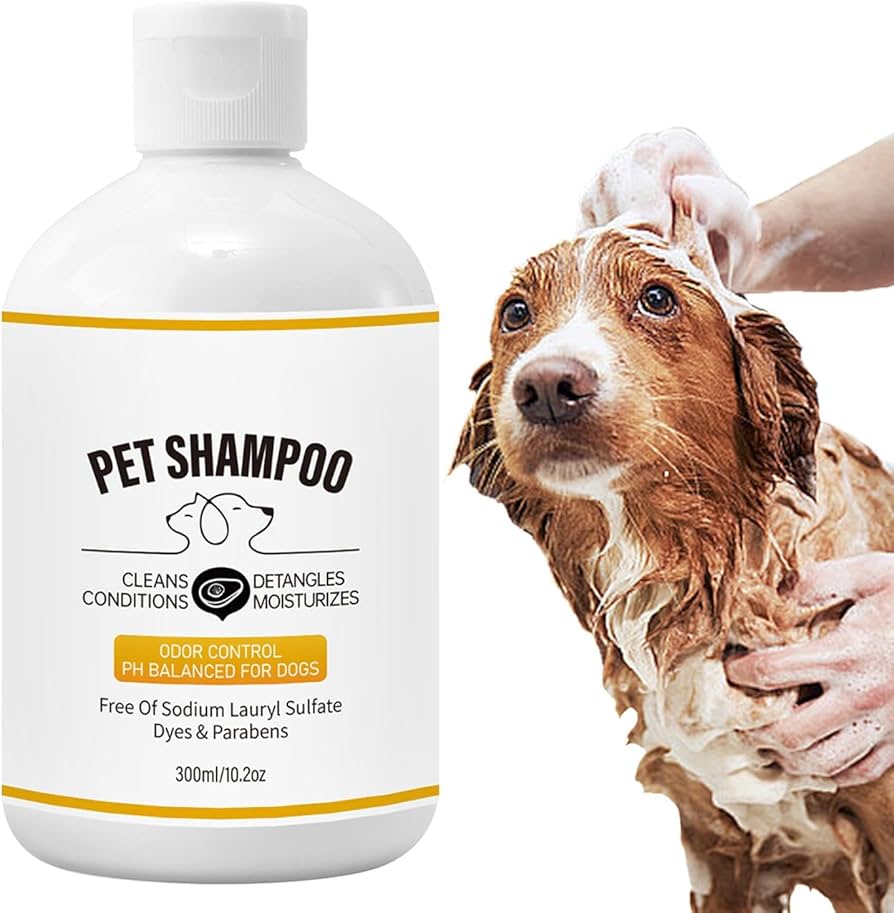 PET SHAMPOO
CLEANS DETANGLES
CONDITIONS MOISTURIZES
ODOR CONTROL
PH BALANCED FOR DOGS
Free Of Sodium Lauryl Sulfate
Dyes & Parabens
300ml/10.2oz